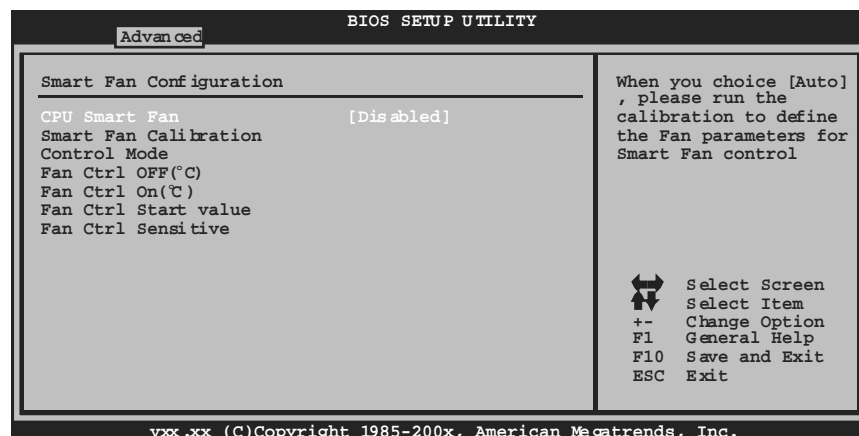 BIOS SETUP UTILITY
Advanced
Smart Fan Configuration
CPU Smart Fan [Disabled]
Smart Fan Calibration
Control Mode
Fan Ctrl OFF(°C)
Fan Ctrl On(°C)
Fan Ctrl Start value
Fan Ctrl Sensitive
When you choice [Auto]
, please run the
calibration to define
the Fan parameters for
Smart Fan control
Select Screen
Select Item
+- Change Option
F1 General Help
F10 Save and Exit
ESC Exit
vxx.xx (C)Copyright 1985-200x, American Megatrends, Inc.